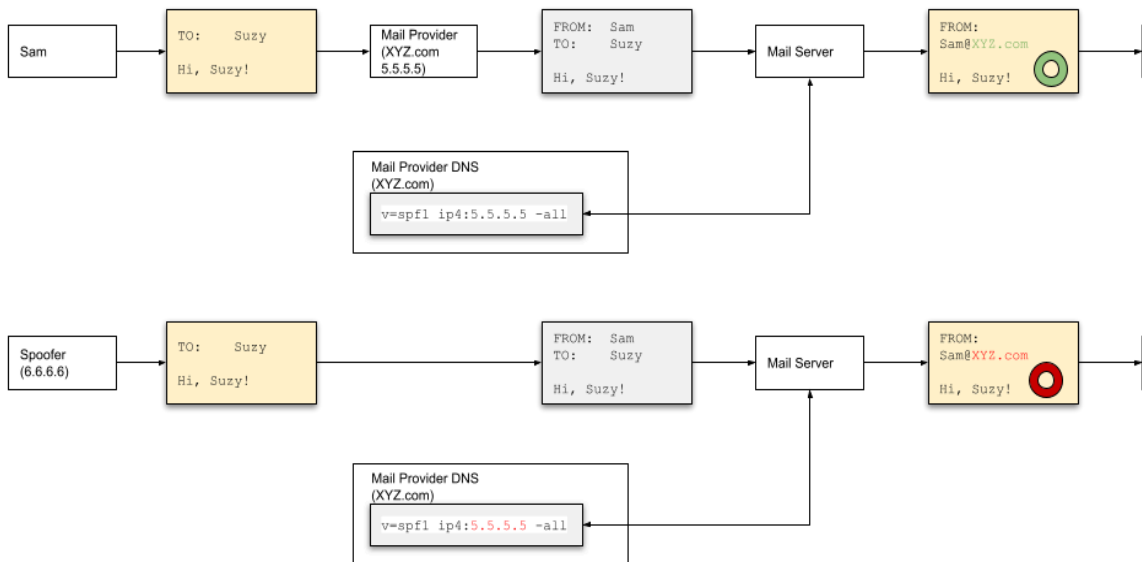 Sam
TO:    Suzy
Hi, Suzy!
Mail Provider
(XYZ.com
5.5.5.5)
FROM:  Sam
TO:    Suzy
Hi, Suzy!
Mail Server
FROM:
Sam@XYZ.com
Hi, Suzy!
Mail Provider DNS
(XYZ.com)
v=spf1 ip4:5.5.5.5 -all
Spoofer
(6.6.6.6)
TO:    Suzy
Hi, Suzy!
FROM:  Sam
TO:    Suzy
Hi, Suzy!
Mail Server
FROM:
Sam@XYZ.com
Hi, Suzy!
Mail Provider DNS
(XYZ.com)
v=spf1 ip4:5.5.5.5 -all